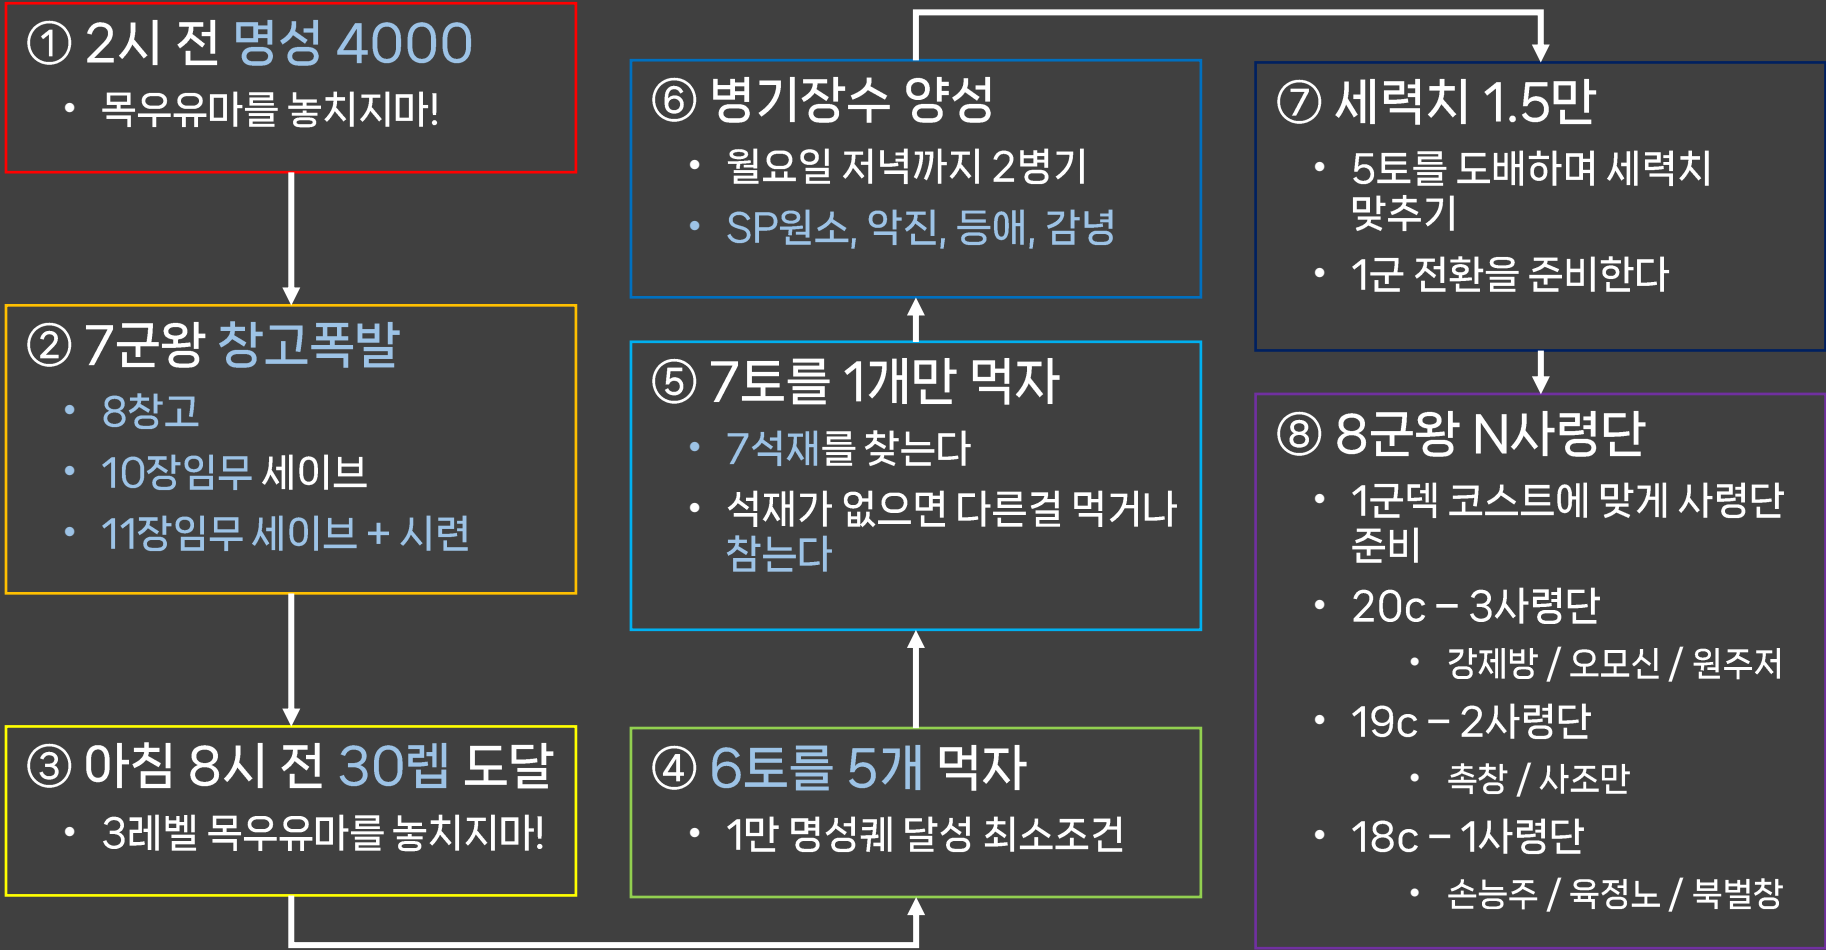 ① 2시 전 명성 4000
• 목우유마를 놓치지마!
② 7군왕 창고폭발
• 8창고
• 10장임무 세이브
• 11장임무 세이브 + 시련
③ 아침 8시 전 30렙 도달
• 3레벨 목우유마를 놓치지마!
④ 6토를 5개 먹자
• 1만 명성퀘 달성 최소조건
⑤ 7토를 1개만 먹자
• 7석재를 찾는다
• 석재가 없으면 다른걸 먹거나
참는다
⑥ 병기장수 양성
• 월요일 저녁까지 2병기
• SP원소, 악진, 등애, 감녕
⑦ 세력치 1.5만
• 5토를 도배하며 세력치
맞추기
• 1군 전환을 준비한다
⑧ 8군왕 N사령단
• 1군덱 코스트에 맞게 사령단
준비
• 20c – 3사령단
• 강제방 / 오모신 / 원주저
• 19c – 2사령단
• 촉창 / 사조만
• 18c – 1사령단
• 손능주 / 육정노 / 북벌창